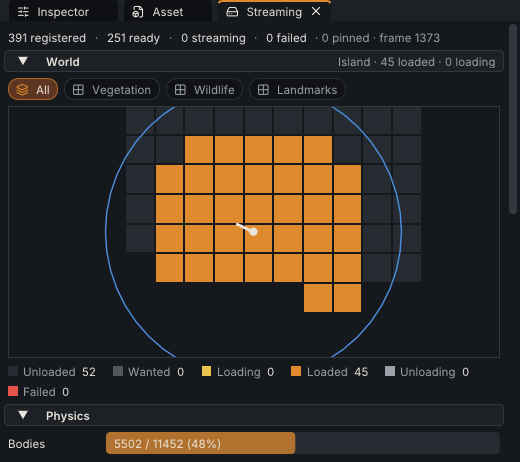 Inspector Asset Streaming
391 registered · 251 ready · 0 streaming · 0 failed · 0 pinned · frame 1373
World Island · 45 loaded · 0 loading
All Vegetation Wildlife Landmarks
Unloaded 52 Wanted 0 Loading 0 Loaded 45 Unloading 0
Failed 0
Physics
Bodies 5502 / 11452 (48%)